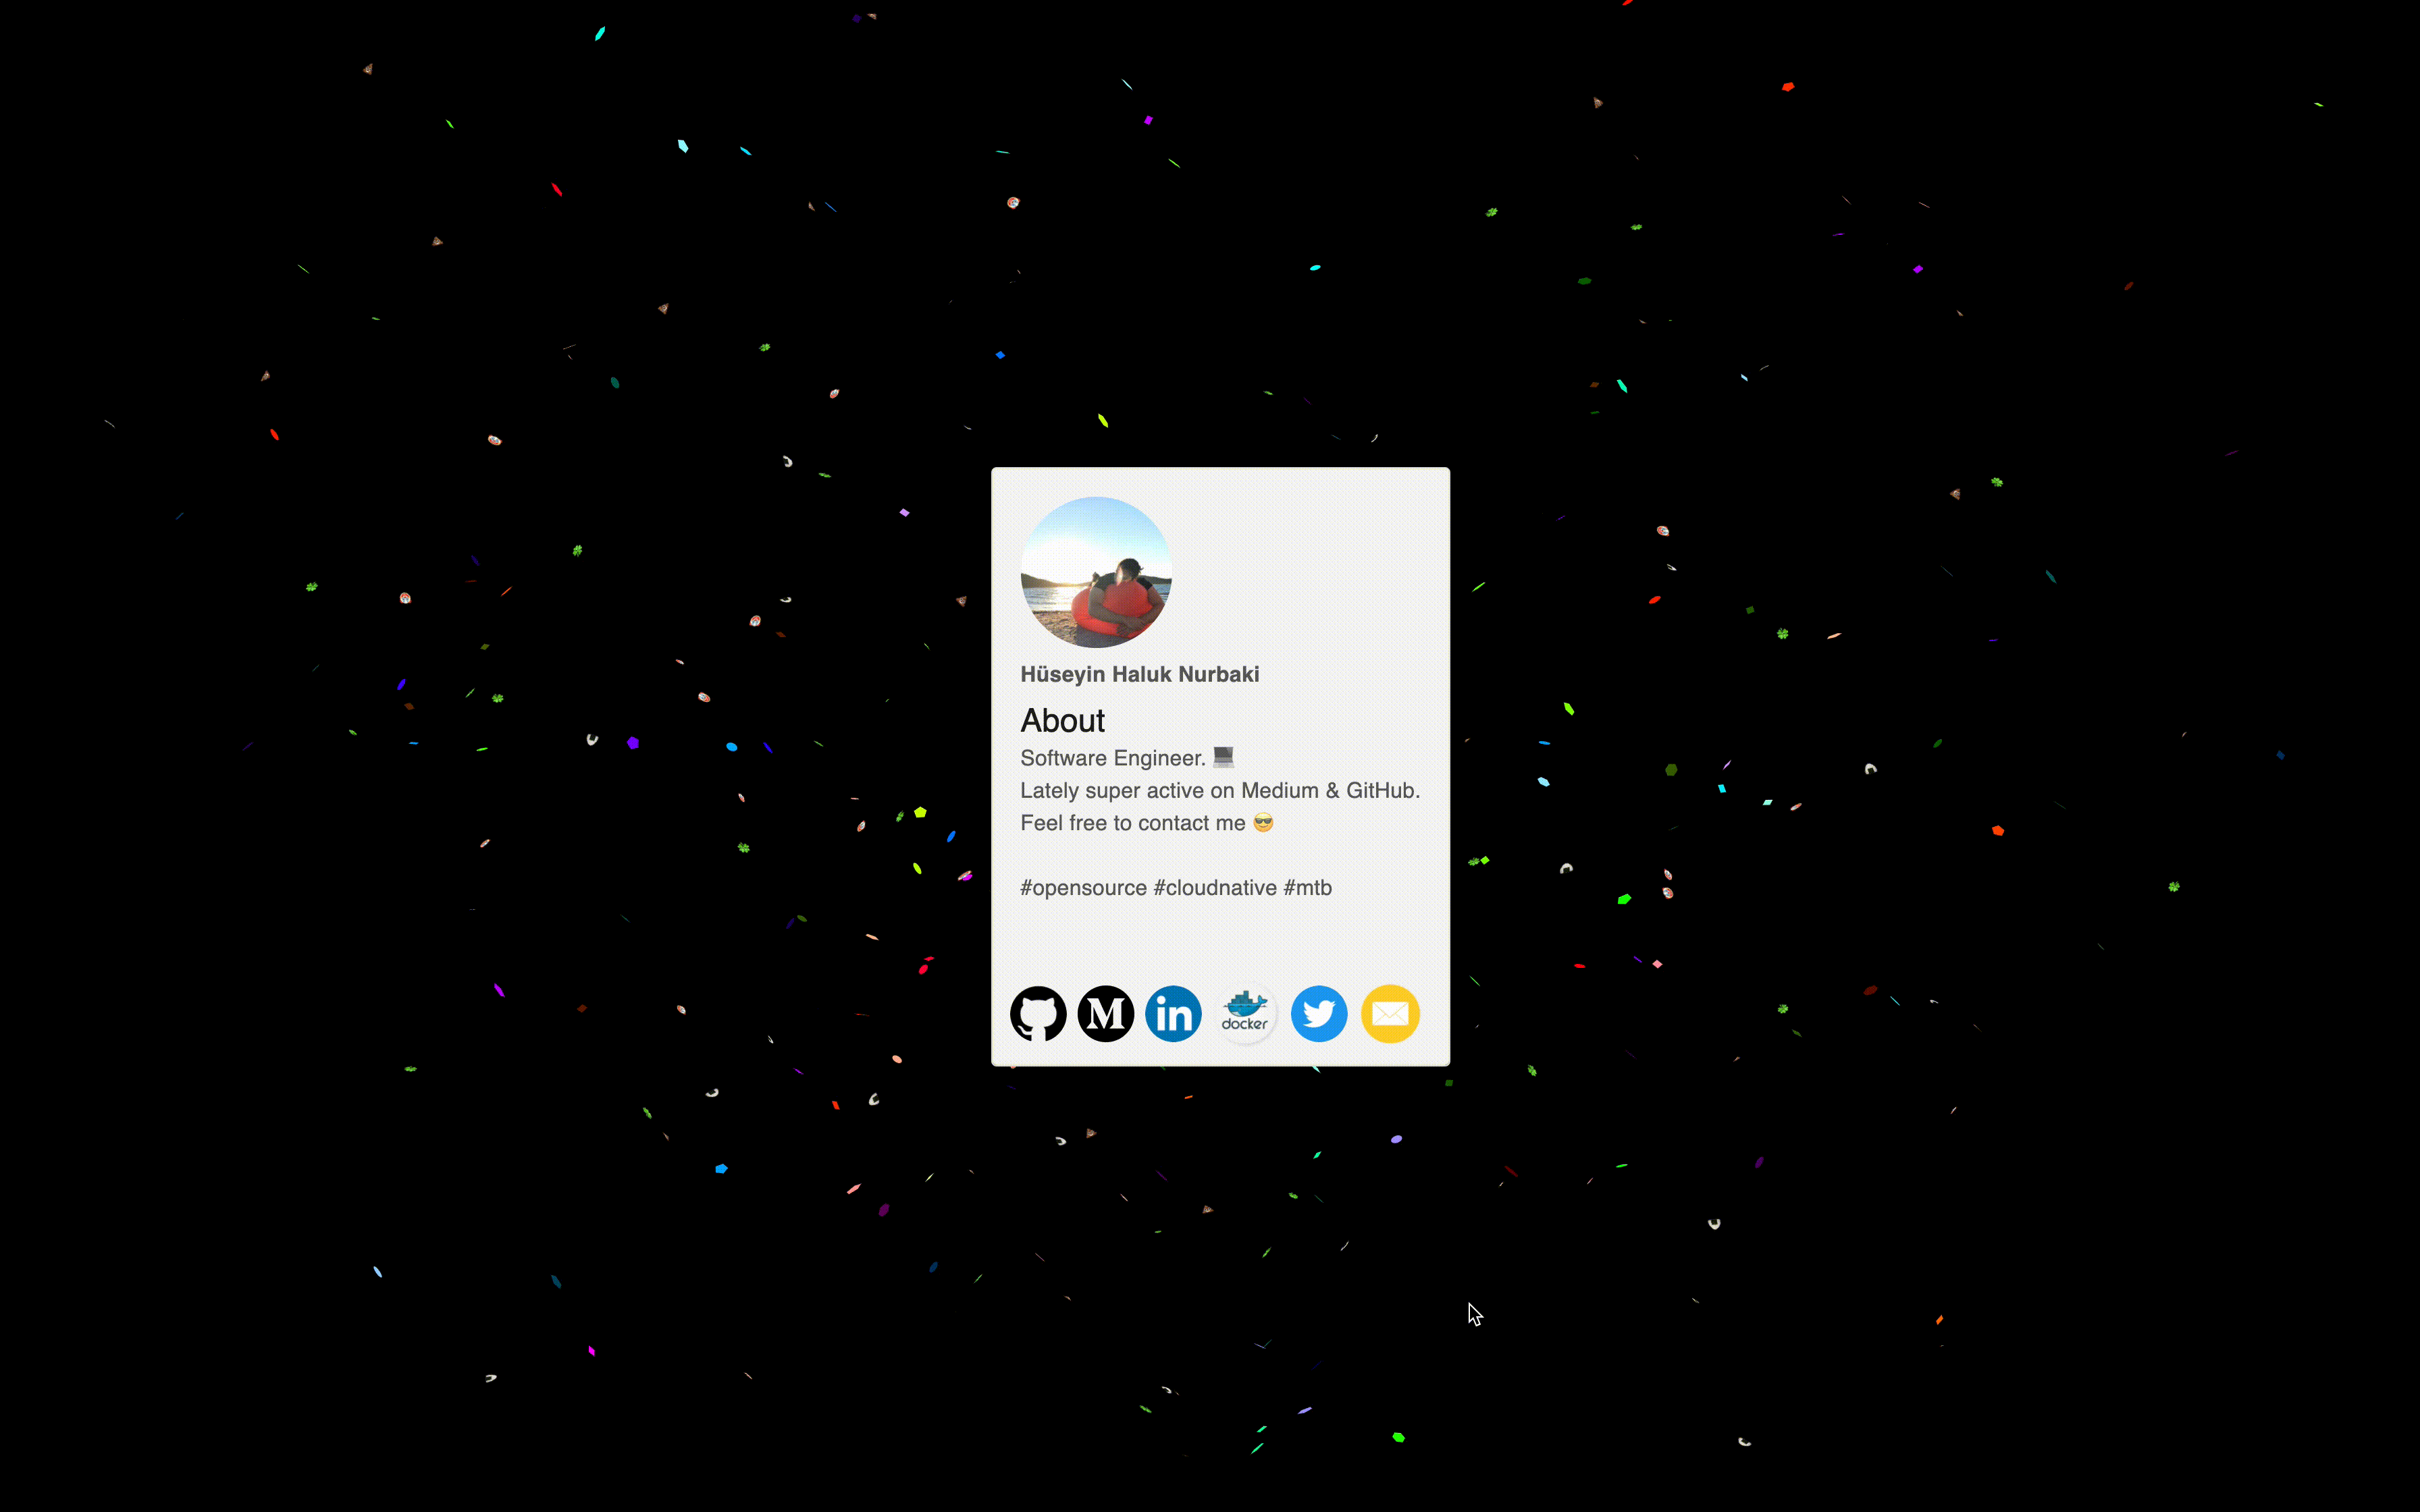 Hüseyin Haluk Nurbaki
About
Software Engineer. 💻
Lately super active on Medium & GitHub.
Feel free to contact me 😎
#opensource #cloudnative #mtb
M in docker